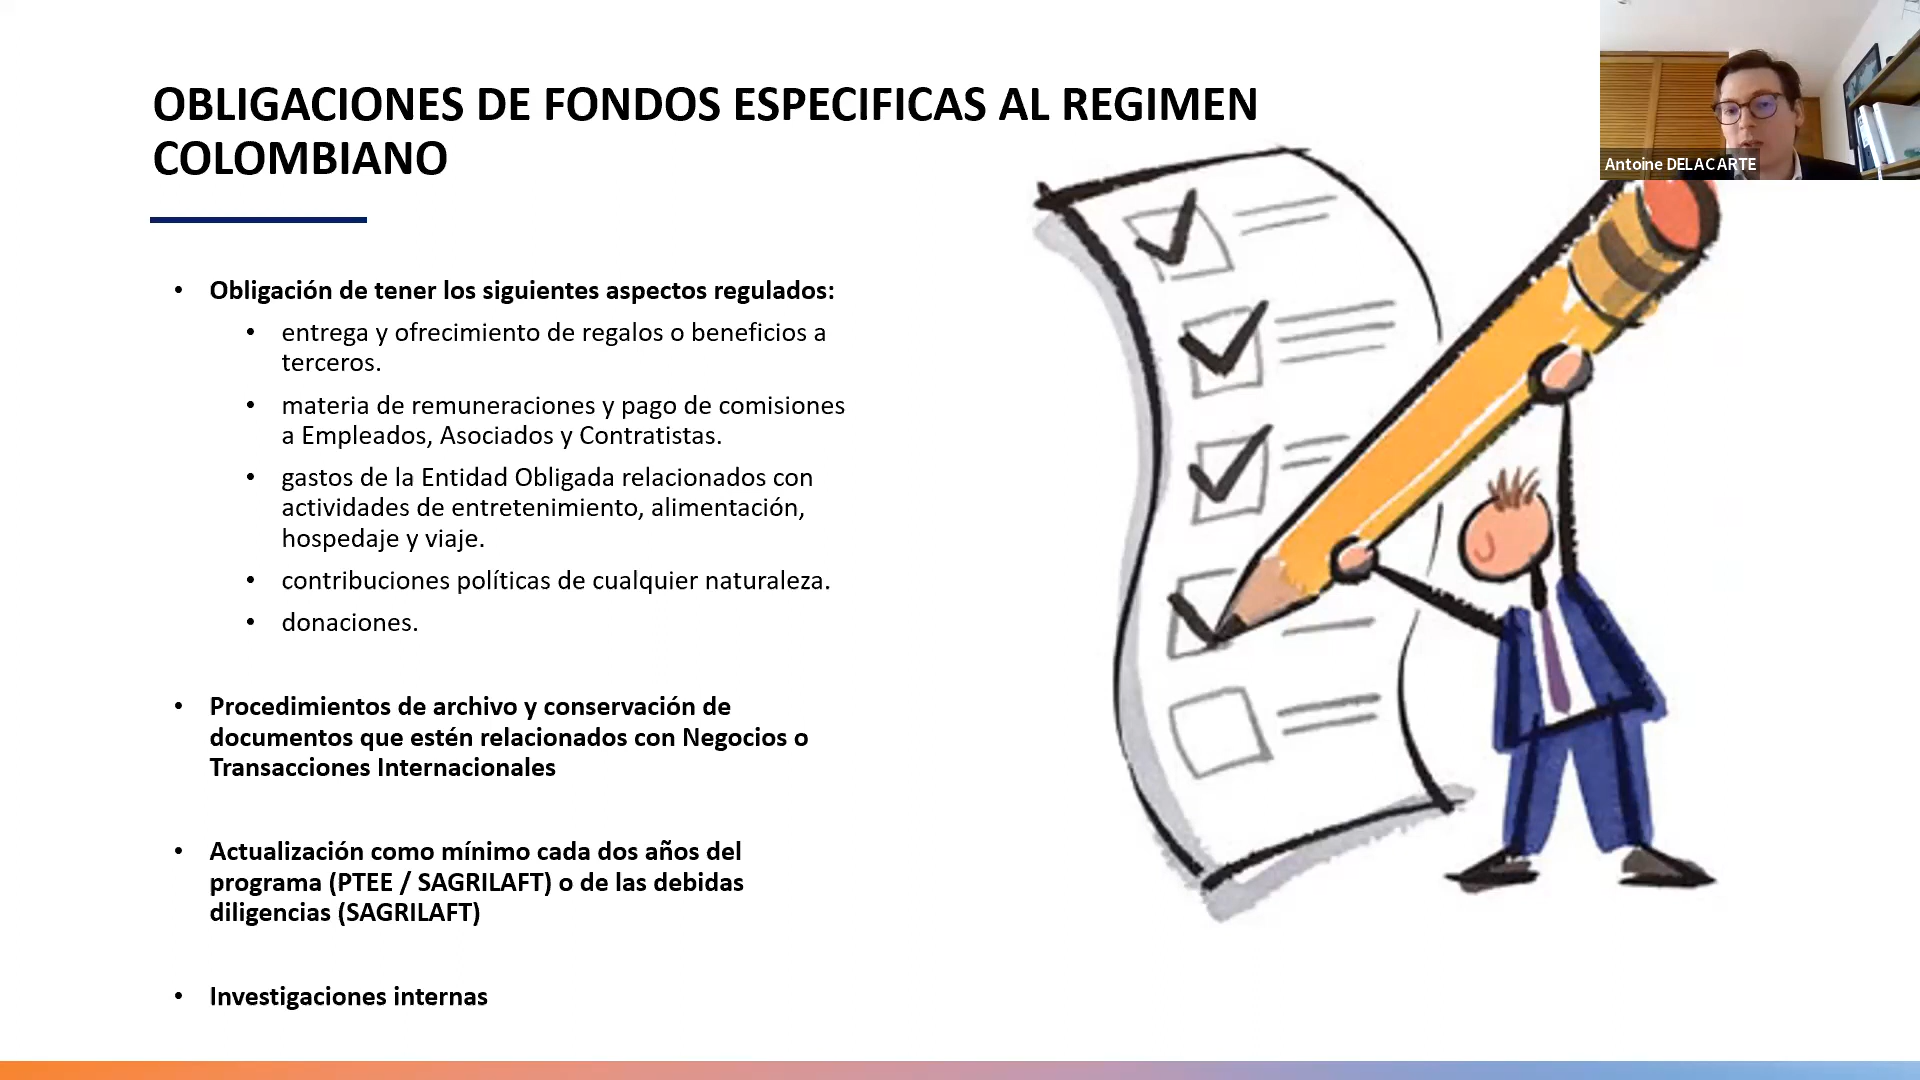 OBLIGACIONES DE FONDOS ESPECIFICAS AL REGIMEN
COLOMBIANO
Antoine DELACARTE
• Obligación de tener los siguientes aspectos regulados:
• entrega y ofrecimiento de regalos o beneficios a
terceros.
• materia de remuneraciones y pago de comisiones
a Empleados, Asociados y Contratistas.
• gastos de la Entidad Obligada relacionados con
actividades de entretenimiento, alimentación,
hospedaje y viaje.
• contribuciones políticas de cualquier naturaleza.
• donaciones.
• Procedimientos de archivo y conservación de
documentos que estén relacionados con Negocios o
Transacciones Internacionales
• Actualización como mínimo cada dos años del
programa (PTEE / SAGRILAFT) o de las debidas
diligencias (SAGRILAFT)
• Investigaciones internas